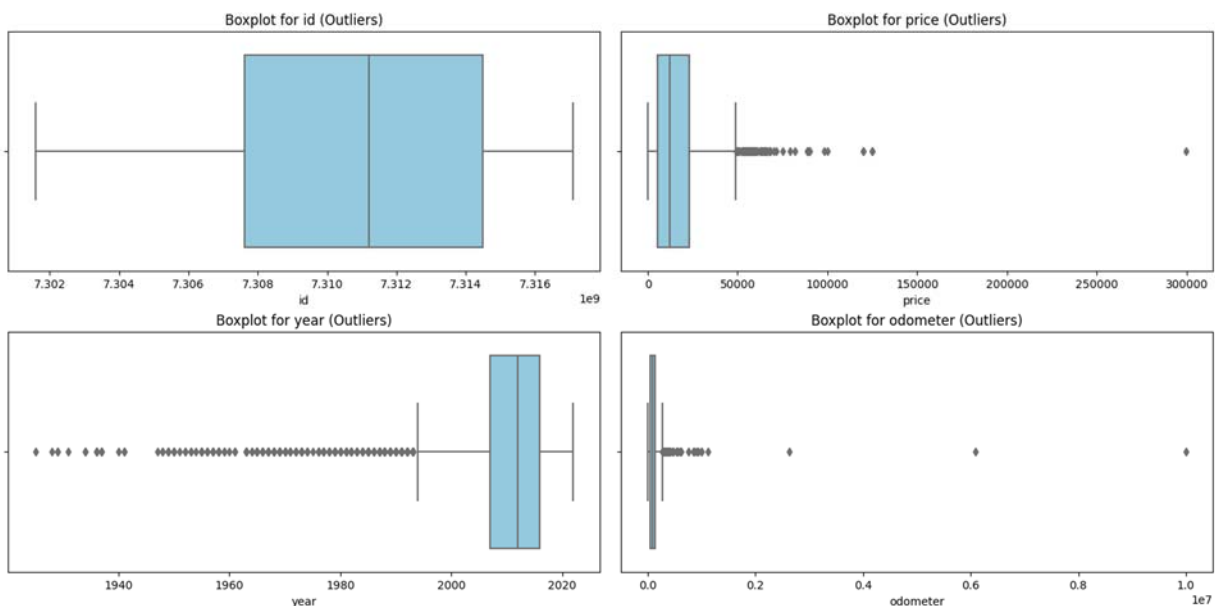 Boxplot for id (Outliers)
7.302 7.304 7.306 7.308 7.310 7.312 7.314 7.316
id
1e9
Boxplot for price (Outliers)
0 50000 100000 150000 200000 250000 300000
price
Boxplot for year (Outliers)
1940 1960 1980 2000 2020
year
Boxplot for odometer (Outliers)
0.0 0.2 0.4 0.6 0.8 1.0
odometer
1e7